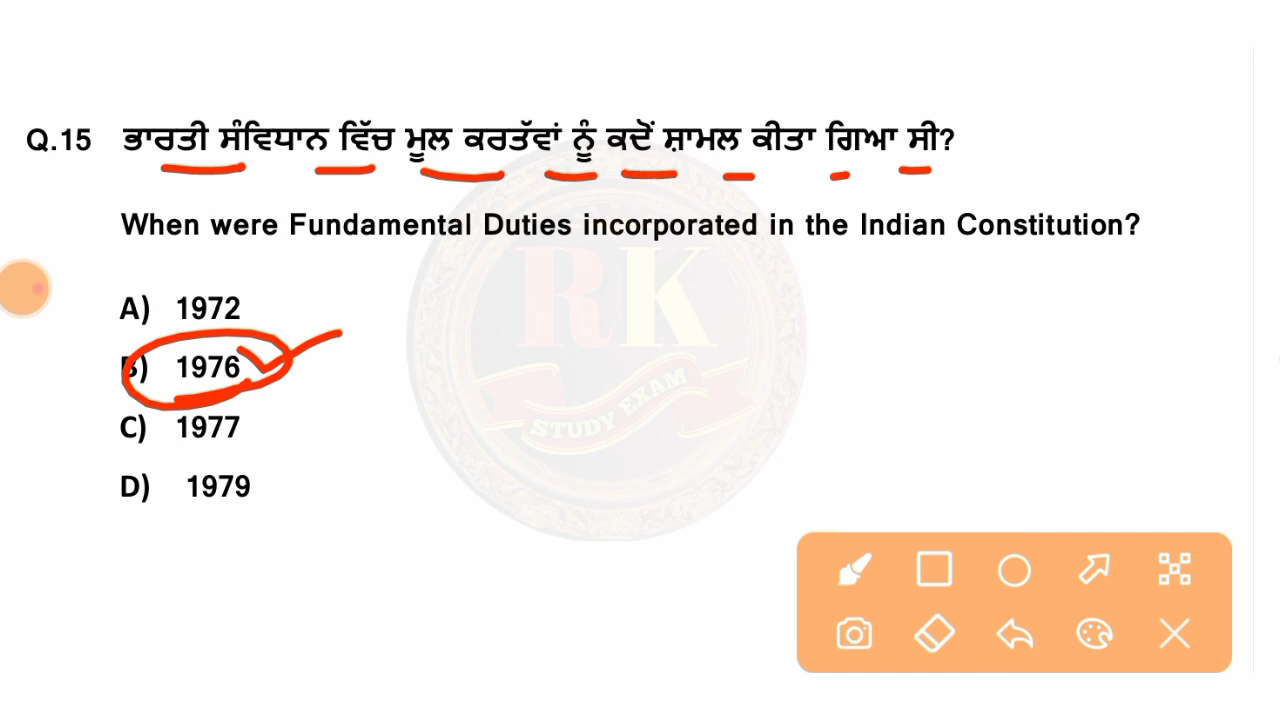 Q.15 ਭਾਰਤੀ ਸੰਵਿਧਾਨ ਵਿੱਚ ਮੂਲ ਕਰਤੱਵਾਂ ਨੂੰ ਕਦੋਂ ਸ਼ਾਮਲ ਕੀਤਾ ਗਿਆ ਸੀ?
When were Fundamental Duties incorporated in the Indian Constitution?
A) 1972
B) 1976
C) 1977
D) 1979
RK
STUDY EXAM